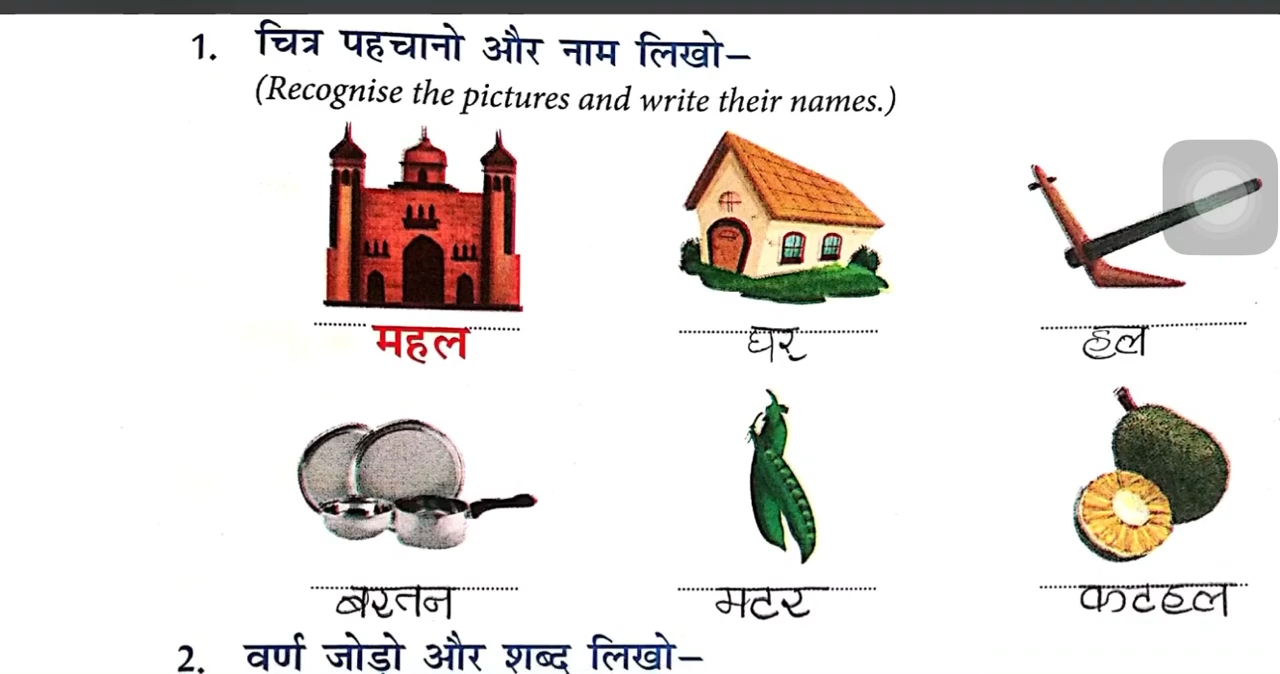 1. चित्र पहचानो और नाम लिखो–
(Recognise the pictures and write their names.)
महल घर हल
बरतन मटर कटहल
2. वर्ण जोड़ो और शब्द लिखो–